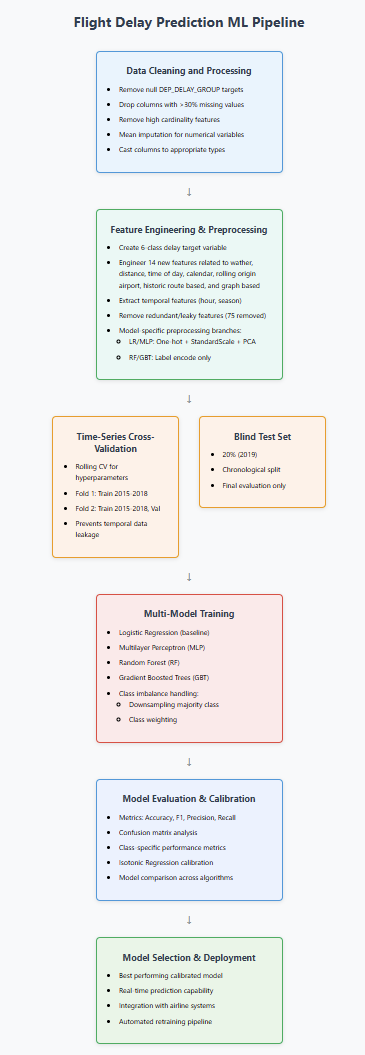 Flight Delay Prediction ML Pipeline
Data Cleaning and Processing
Remove null DEP_DELAY_GROUP targets
Drop columns with >30% missing values
Remove high cardinality features
Mean imputation for numerical variables
Cast columns to appropriate types
↓
Feature Engineering & Preprocessing
Create 6-class delay target variable
Engineer 14 new features related to wather,
distance, time of day, calendar, rolling origin
airport, historic route based, and graph based
Extract temporal features (hour, season)
Remove redundant/leaky features (75 removed)
Model-specific preprocessing branches:
LR/MLP: One hot + StandardScale + PCA
RF/GBT: Label encode only
↓
Time-Series Cross-
Validation
Rolling CV for
hyperparameters
Fold 1: Train 2015-2018
Fold 2: Train 2015-2018, Val
Prevents temporal data
leakage
Blind Test Set
20% (2019)
Chronological split
Final evaluation only
↓
Multi-Model Training
Logistic Regression (baseline)
Multilayer Perceptron (MLP)
Random Forest (RF)
Gradient Boosted Trees (GBT)
Class imbalance handling:
Downsampling majority class
Class weighting
↓
Model Evaluation & Calibration
Metrics: Accuracy, F1, Precision, Recall
Confusion matrix analysis
Class-specific performance metrics
Isotonic Regression calibration
Model comparison across algorithms
↓
Model Selection & Deployment
Best performing calibrated model
Real-time prediction capability
Integration with airline systems
Automated retraining pipeline